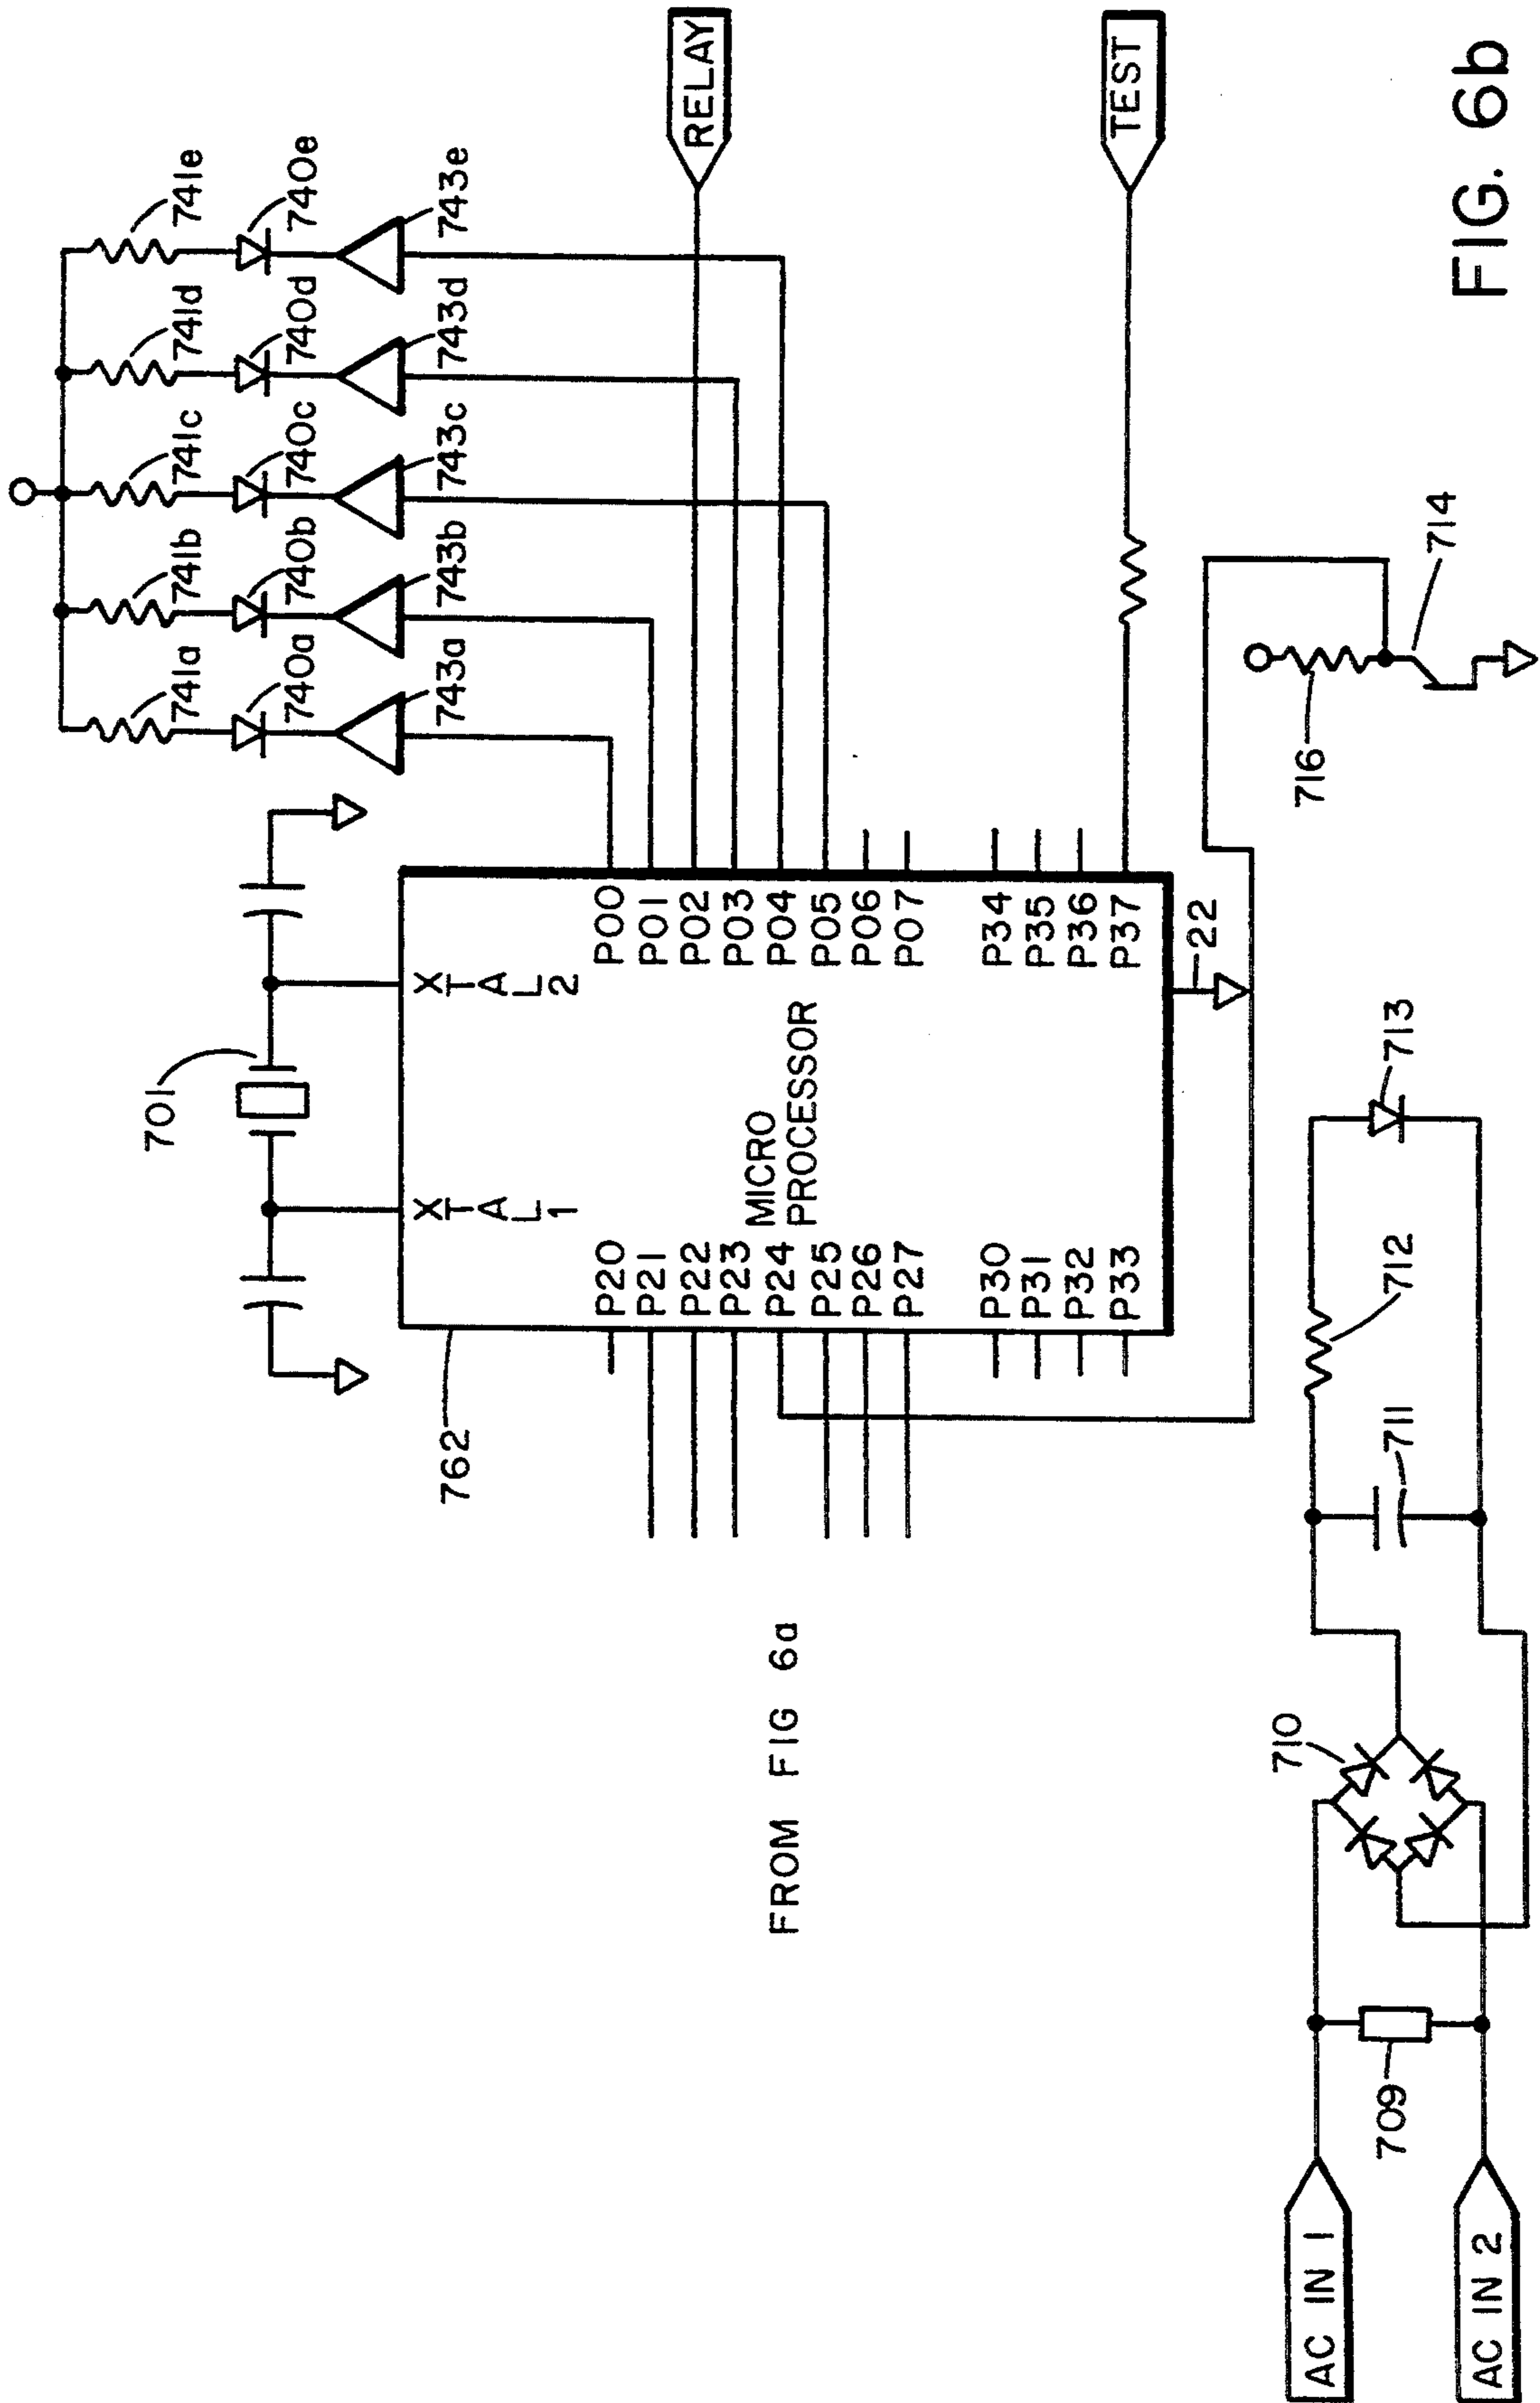 741a
741b
741c
741d
741e
740a
740b
740c
740d
740e
743a
743b
743c
743d
743e
701
762
XTAL1
XTAL2
MICRO
PROCESSOR
P20
P21
P22
P23
P24
P25
P26
P27
P30
P31
P32
P33
P00
P01
P02
P03
P04
P05
P06
P07
P34
P35
P36
P37
22
RELAY
TEST
FROM FIG 6a
AC IN 1
AC IN 2
709
710
711
712
713
716
714
FIG. 6b